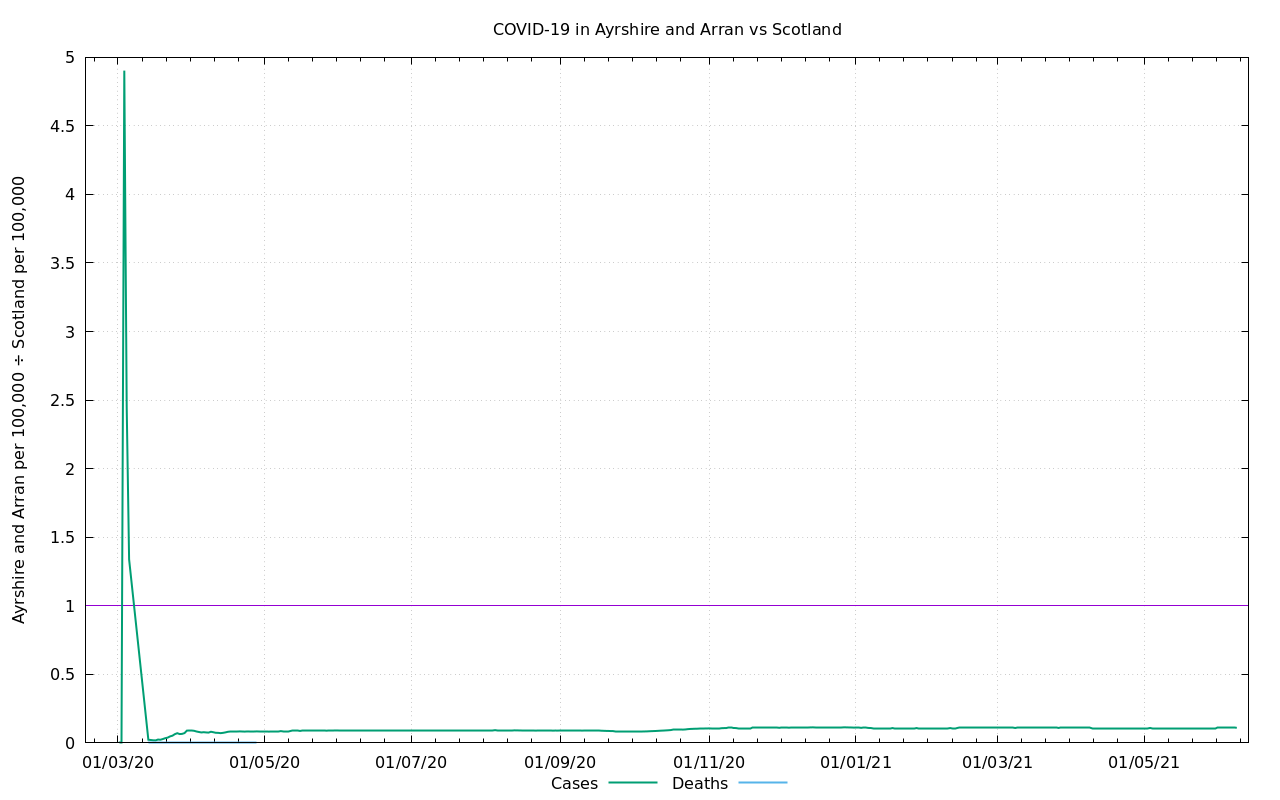 COVID-19 in Ayrshire and Arran vs Scotland
Ayrshire and Arran per 100,000 ÷ Scotland per 100,000
5
4.5
4
3.5
3
2.5
2
1.5
1
0.5
0
01/03/20 01/05/20 01/07/20 01/09/20 01/11/20 01/01/21 01/03/21 01/05/21
Cases Deaths